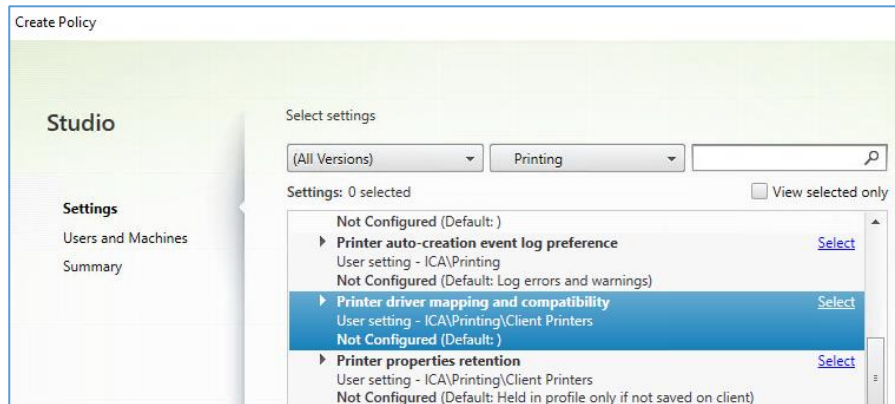 Create Policy
Studio
Settings
Users and Machines
Summary
Select settings
(All Versions) Printing
Settings: 0 selected View selected only
Not Configured (Default: )
Printer auto-creation event log preference Select
User setting - ICA\Printing
Not Configured (Default: Log errors and warnings)
Printer driver mapping and compatibility Select
User setting - ICA\Printing\Client Printers
Not Configured (Default: )
Printer properties retention Select
User setting - ICA\Printing\Client Printers
Not Configured (Default: Held in profile only if not saved on client)